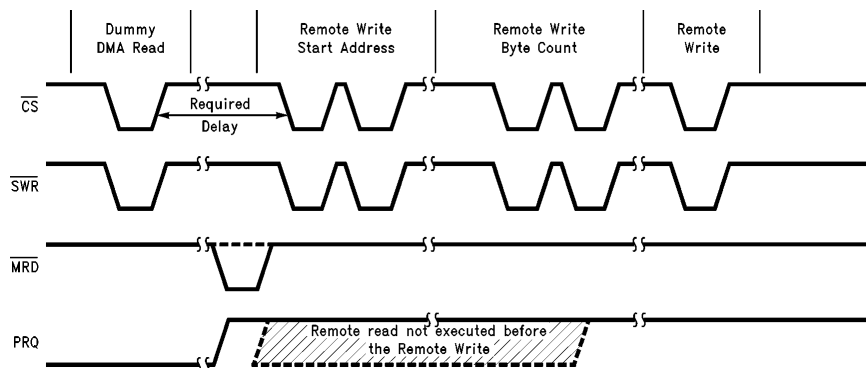 Dummy
DMA Read
Remote Write
Start Address
Remote Write
Byte Count
Remote
Write
CS
Required
Delay
SWR
MRD
PRQ
Remote read not executed before
the Remote Write